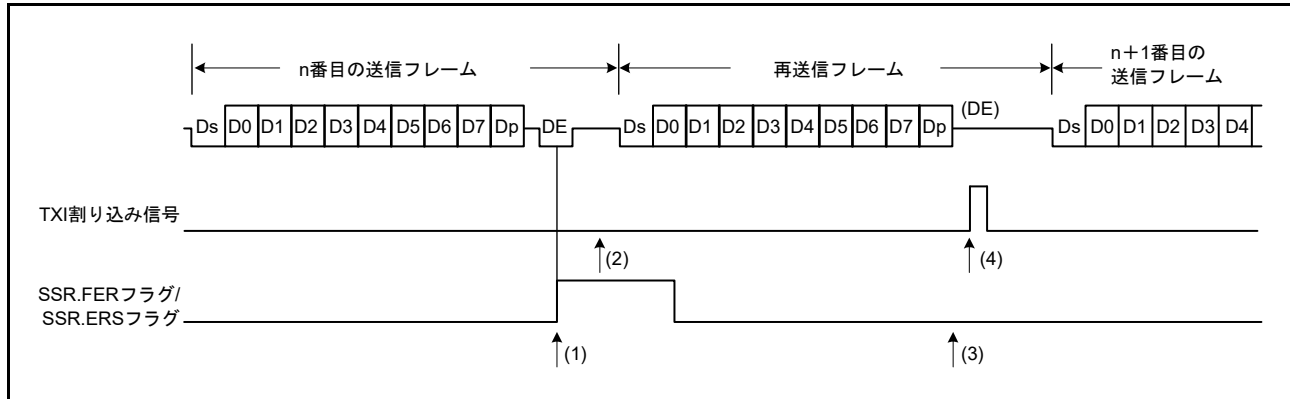 n番目の送信フレーム
再送信フレーム
n＋1番目の
送信フレーム
Ds D0 D1 D2 D3 D4 D5 D6 D7 Dp DE Ds D0 D1 D2 D3 D4 D5 D6 D7 Dp (DE) Ds D0 D1 D2 D3 D4
TXI割り込み信号
(2) (4)
SSR.FERフラグ/
SSR.ERSフラグ
(1) (3)